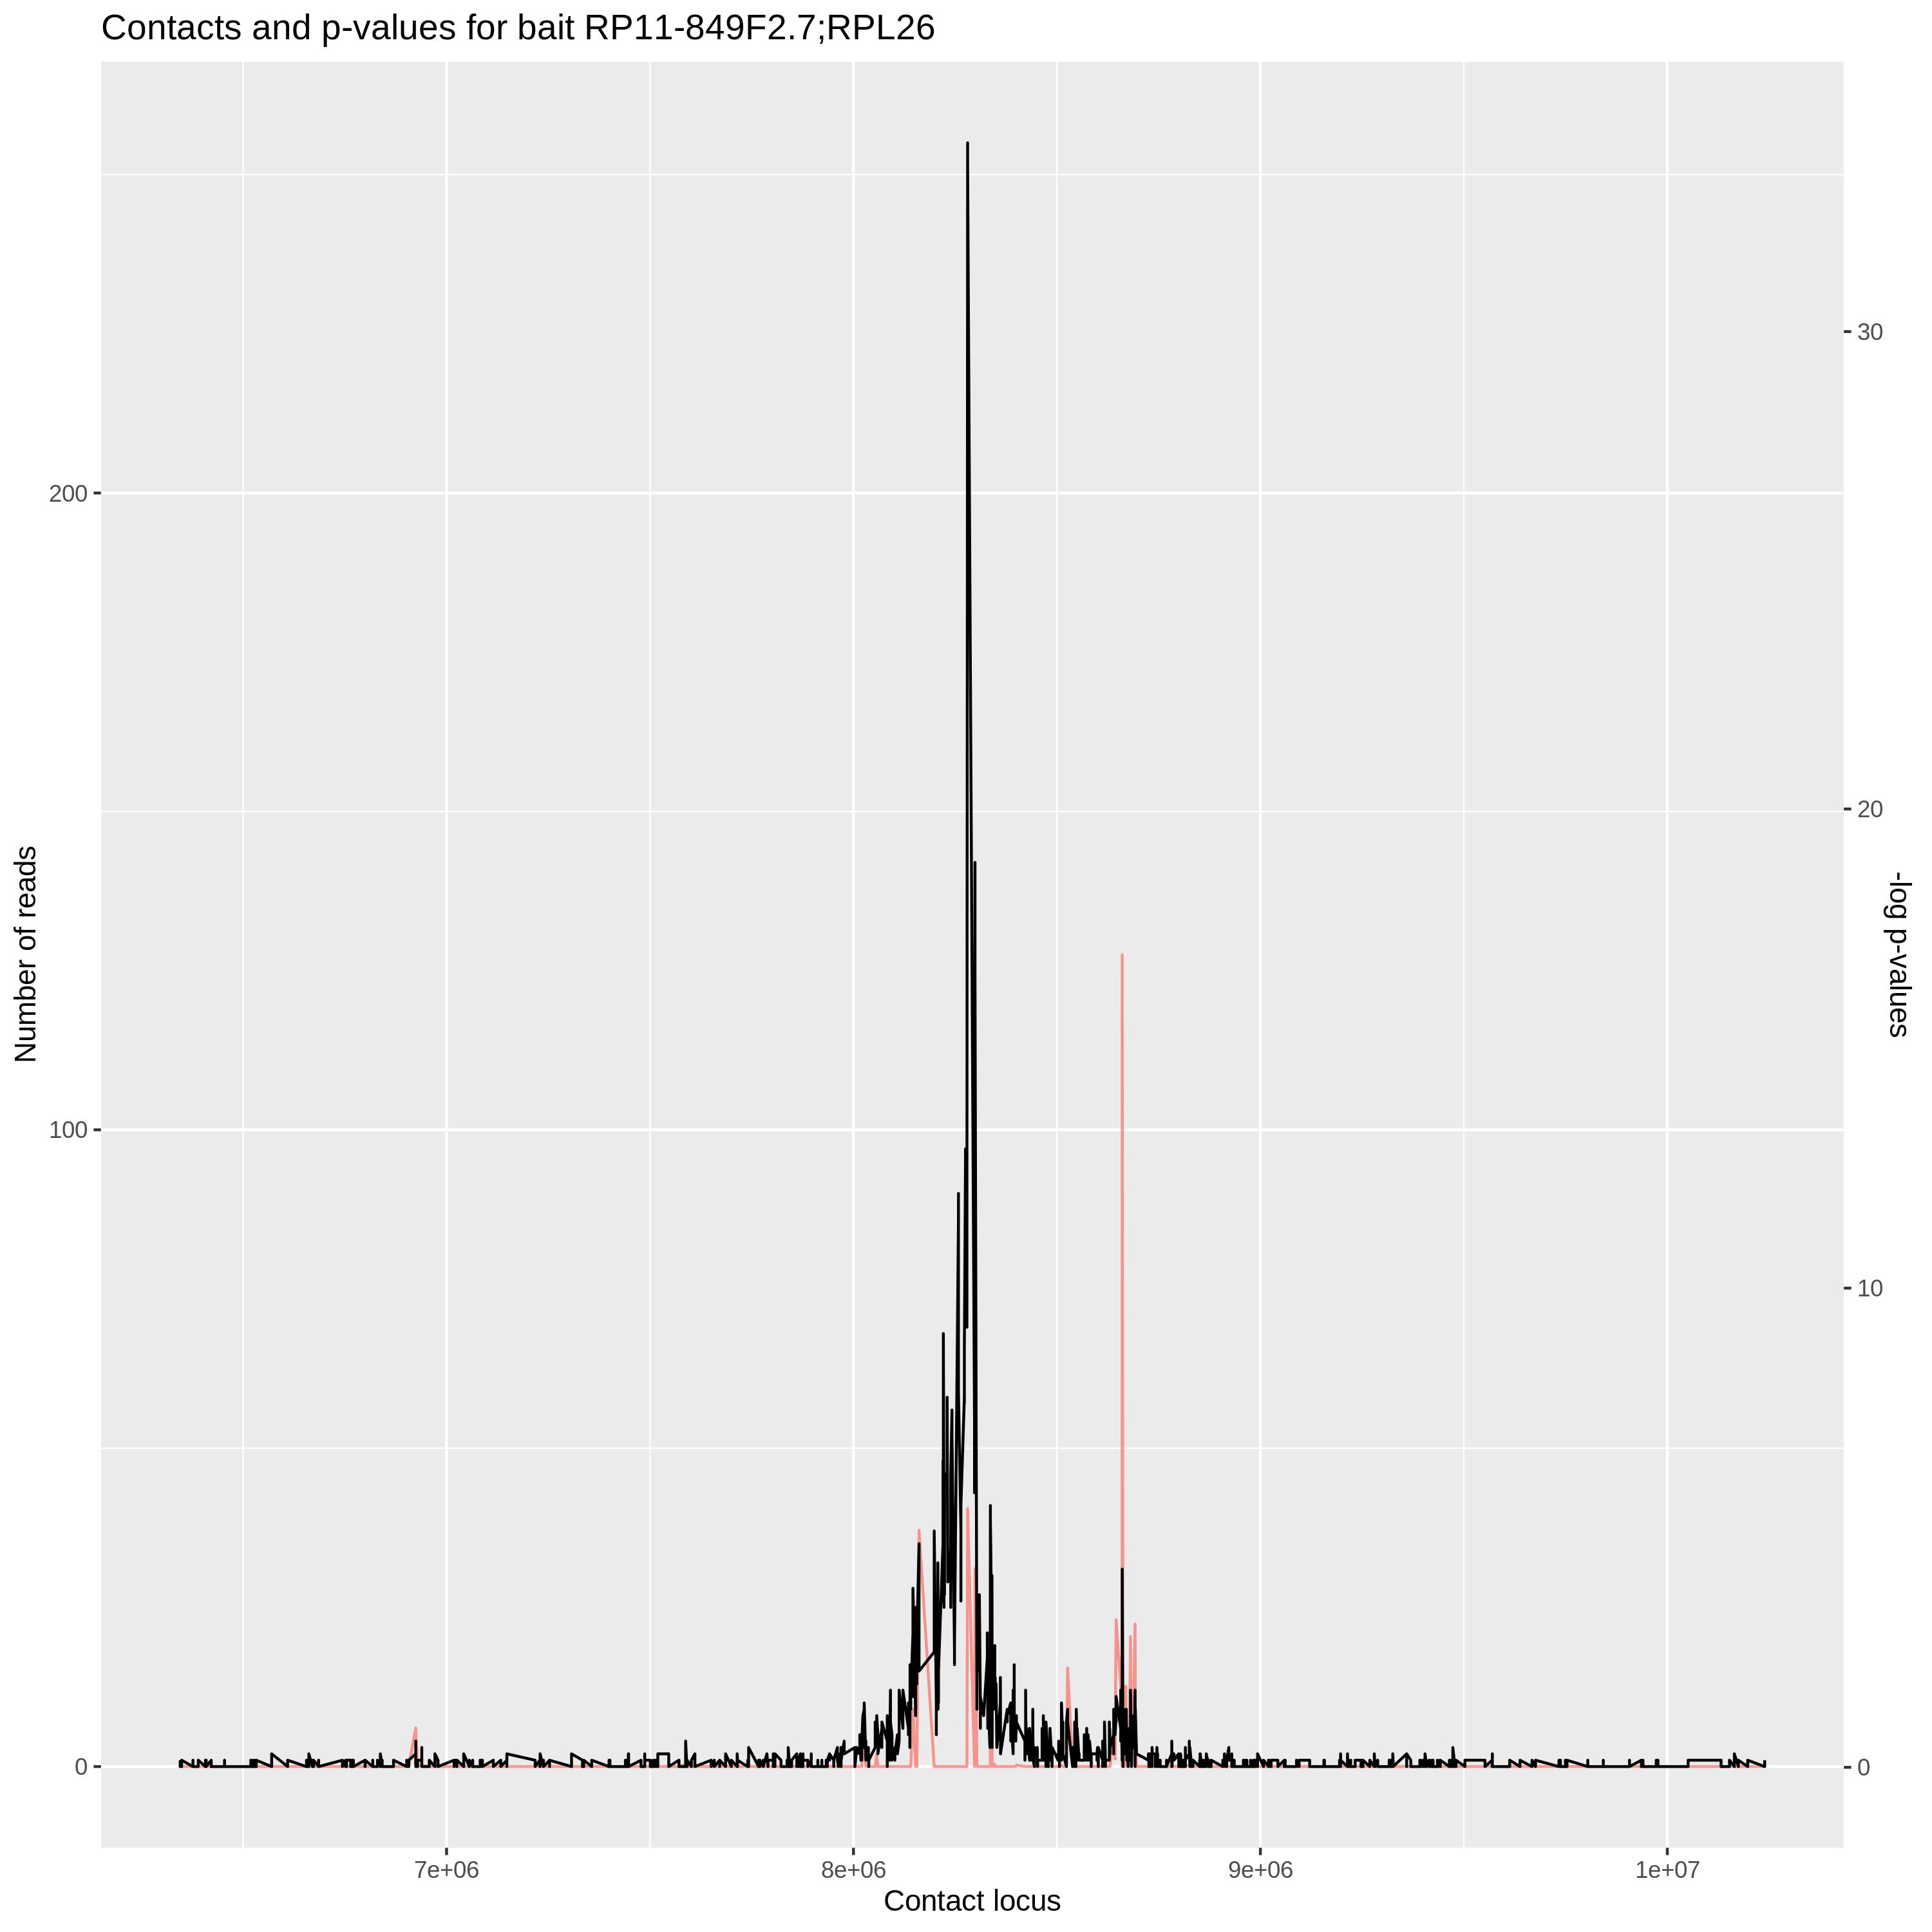 Contacts and p-values for bait RP11-849F2.7;RPL26
Number of reads
200
100
0
30
20
10
0
-log p-values
7e+06 8e+06 9e+06 1e+07
Contact locus